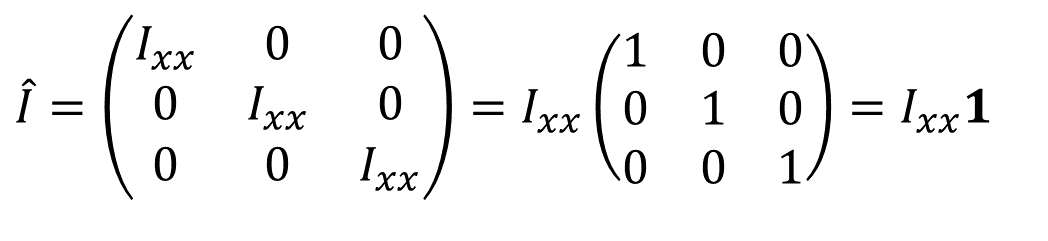 Î = ( I_xx 0 0 ; 0 I_xx 0 ; 0 0 I_xx ) = I_xx ( 1 0 0 ; 0 1 0 ; 0 0 1 ) = I_xx 𝟏